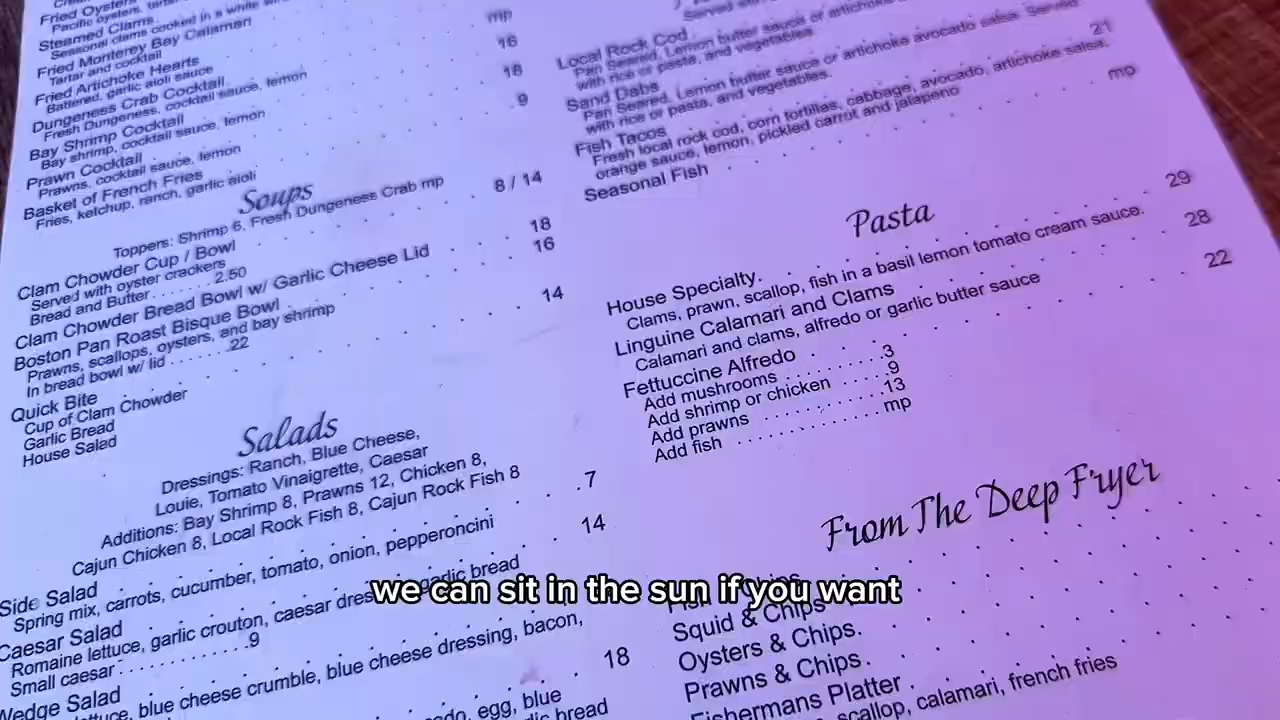 Fried Oysters
Pacific oysters,
Steamed Clams
Seasonal clams cooked in a white
Fried Monterey Bay Calamari
Tartar and cocktail
Fried Artichoke Hearts
Battered, garlic aioli sauce
Dungeness Crab Cocktail
Fresh Dungeness, cocktail sauce, lemon
mp
Bay Shrimp Cocktail
Bay shrimp, cocktail sauce, lemon
16
Prawn Cocktail
Prawns, cocktail sauce, lemon
18
Basket of French Fries
Fries, ketchup, ranch, garlic aioli
9
Soups
Toppers: Shrimp 6, Fresh Dungeness Crab mp
Clam Chowder Cup / Bowl . . . 8 / 14
Served with oyster crackers
Bread and Butter . . . . . . . 2.50
Clam Chowder Bread Bowl w/ Garlic Cheese Lid . . . 18
Boston Pan Roast Bisque Bowl . . . 16
Prawns, scallops, oysters, and bay shrimp
In bread bowl w/ lid . . . . . . . 22
Quick Bite . . . 14
Cup of Clam Chowder
Garlic Bread
House Salad
Salads
Dressings: Ranch, Blue Cheese,
Louie, Tomato Vinaigrette, Caesar
Additions: Bay Shrimp 8, Prawns 12, Chicken 8,
Cajun Chicken 8, Local Rock Fish 8, Cajun Rock Fish 8
Side Salad . . . 7
Spring mix, carrots, cucumber, tomato, onion, pepperoncini
Caesar Salad . . . 14
Romaine lettuce, garlic crouton, caesar dressing, garlic bread
Small caesar . . . . . . . . . . . . 9
Wedge Salad . . . 18
lettuce, blue cheese crumble, blue cheese dressing, bacon,
egg, blue
bread
Served
Local Rock Cod
Pan Seared, Lemon butter sauce or artichoke
with rice or pasta, and vegetables.
Sand Dabs
Pan Seared, Lemon butter sauce or artichoke avocado salsa. Served
with rice or pasta, and vegetables.
Fish Tacos . . . 21
Fresh local rock cod, corn tortillas, cabbage, avocado, artichoke salsa,
orange sauce, lemon, pickled carrot and jalapeno
Seasonal Fish . . . mp
Pasta
House Specialty. . . . 29
Clams, prawn, scallop, fish in a basil lemon tomato cream sauce.
Linguine Calamari and Clams . . . 28
Calamari and clams, alfredo or garlic butter sauce
Fettuccine Alfredo . . . 22
Add mushrooms . . . . . . . . .3
Add shrimp or chicken . . . . .9
Add prawns . . . . . . . . . . . .13
Add fish . . . . . . . . . . . . . mp
From The Deep Fryer
Squid & Chips
Oysters & Chips.
Prawns & Chips.
Fishermans Platter
scallop, calamari, french fries
we can sit in the sun if you want